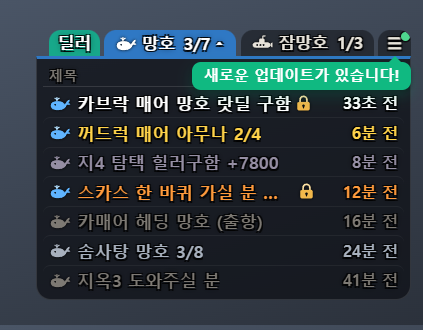 딜러 망호 3/7 잠망호 1/3
제목
새로운 업데이트가 있습니다!
카브락 매어 망호 랏딜 구함 33초 전
꺼드럭 매어 아무나 2/4 6분 전
지4 탐택 힐러구함 +7800 8분 전
스카스 한 바퀴 가실 분 ... 12분 전
카매어 헤딩 망호 (출항) 16분 전
솜사탕 망호 3/8 24분 전
지옥3 도와주실 분 41분 전